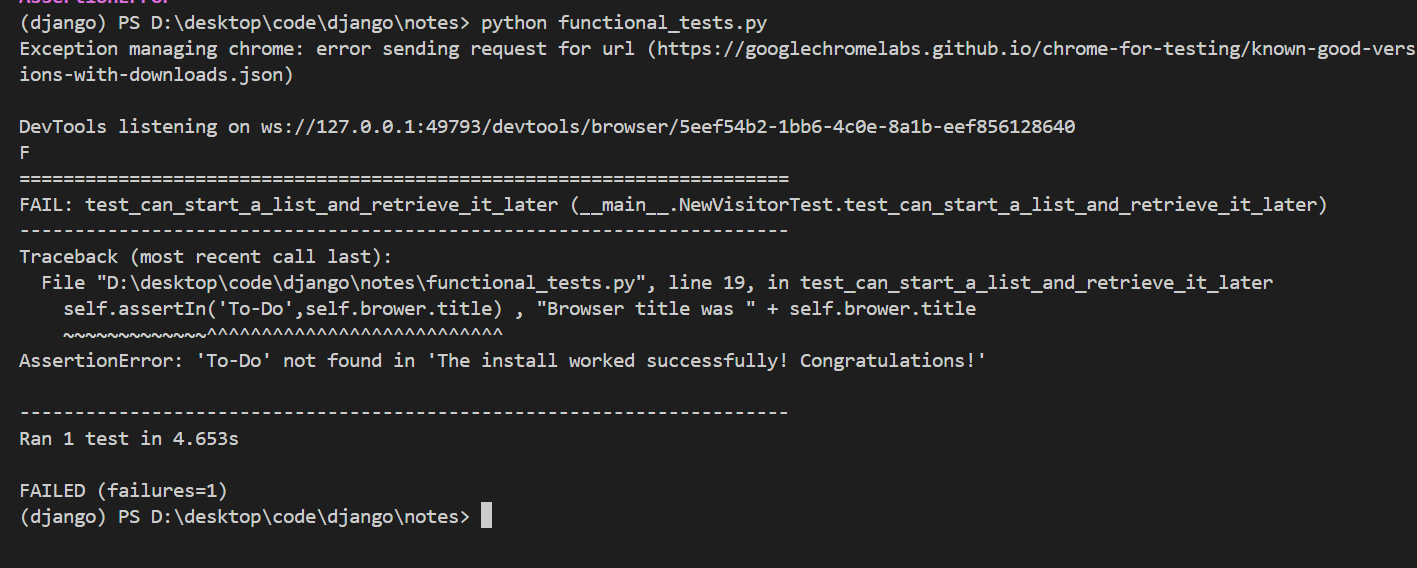 AssertionError
(django) PS D:\desktop\code\django\notes> python functional_tests.py
Exception managing chrome: error sending request for url (https://googlechromelabs.github.io/chrome-for-testing/known-good-vers
ions-with-downloads.json)
DevTools listening on ws://127.0.0.1:49793/devtools/browser/5eef54b2-1bb6-4c0e-8a1b-eef856128640
F
======================================================================
FAIL: test_can_start_a_list_and_retrieve_it_later (__main__.NewVisitorTest.test_can_start_a_list_and_retrieve_it_later)
----------------------------------------------------------------------
Traceback (most recent call last):
  File "D:\desktop\code\django\notes\functional_tests.py", line 19, in test_can_start_a_list_and_retrieve_it_later
    self.assertIn('To-Do',self.brower.title) , "Browser title was " + self.brower.title
    ~~~~~~~~~~~~~^^^^^^^^^^^^^^^^^^^^^^^^^^^
AssertionError: 'To-Do' not found in 'The install worked successfully! Congratulations!'
----------------------------------------------------------------------
Ran 1 test in 4.653s
FAILED (failures=1)
(django) PS D:\desktop\code\django\notes>